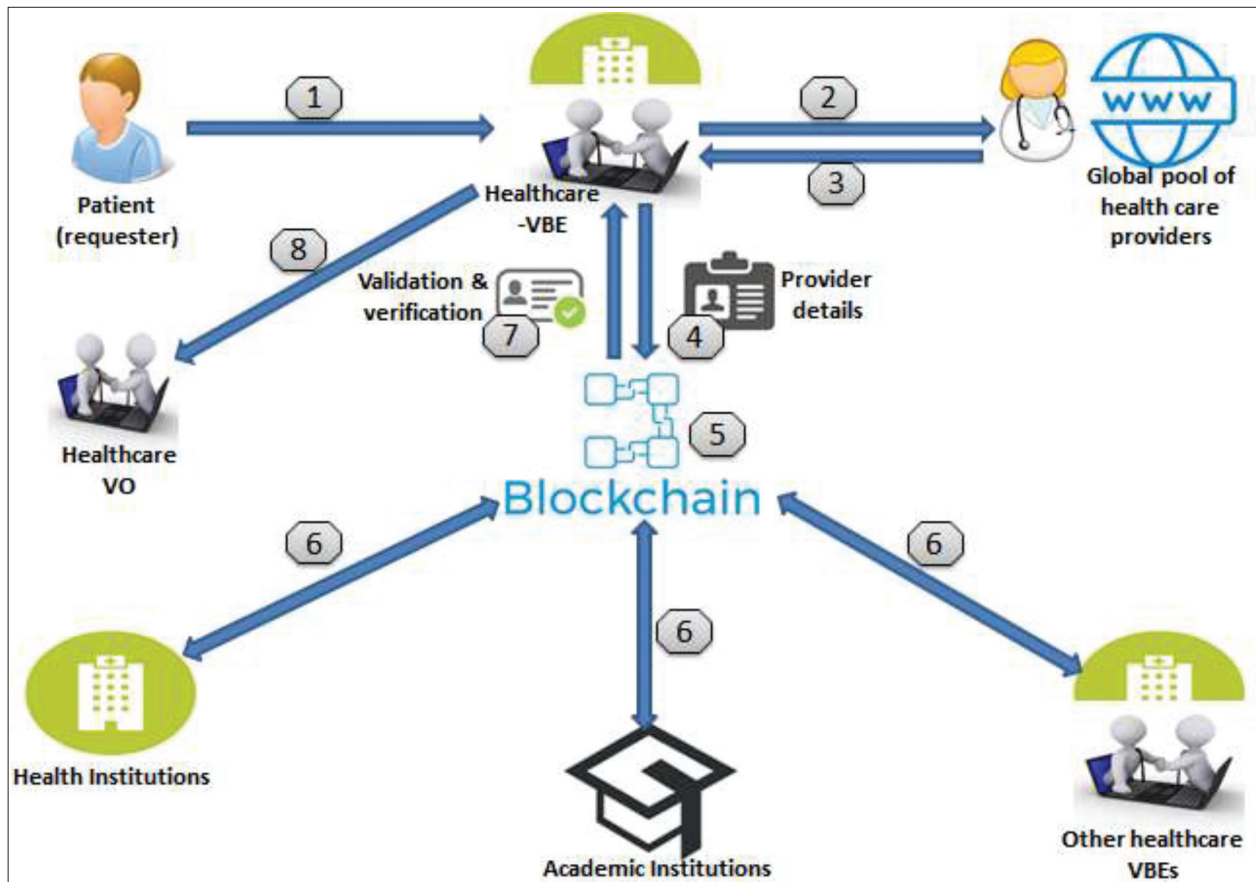 1
2
WWW
3
Patient
(requester)
Healthcare
-VBE
Global pool of
health care
providers
8
Validation &
verification
7
Provider
details
4
Healthcare
VO
5
Blockchain
6
6
6
Health Institutions
Academic Institutions
Other healthcare
VBEs